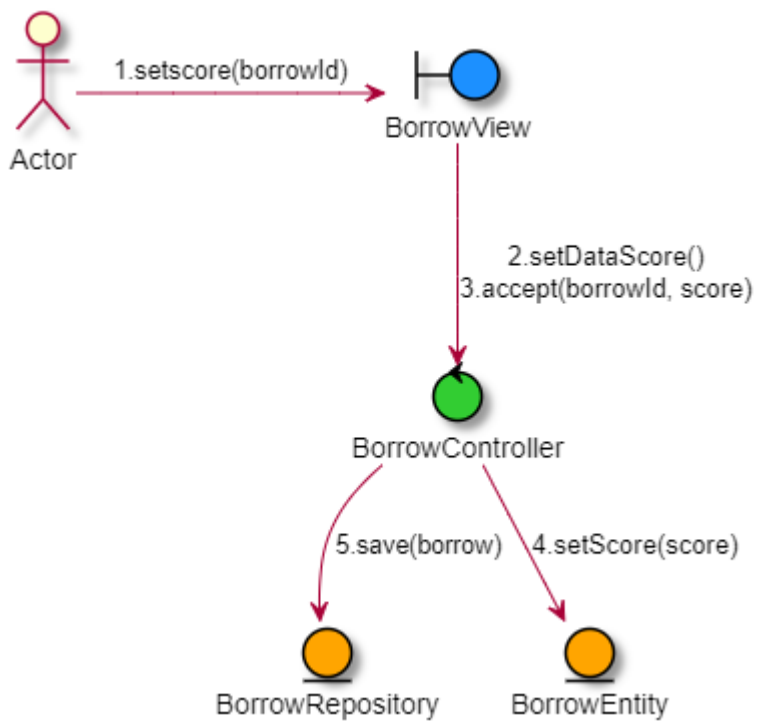 1.setscore(borrowId)
Actor
BorrowView
2.setDataScore()
3.accept(borrowId, score)
BorrowController
5.save(borrow)
4.setScore(score)
BorrowRepository
BorrowEntity